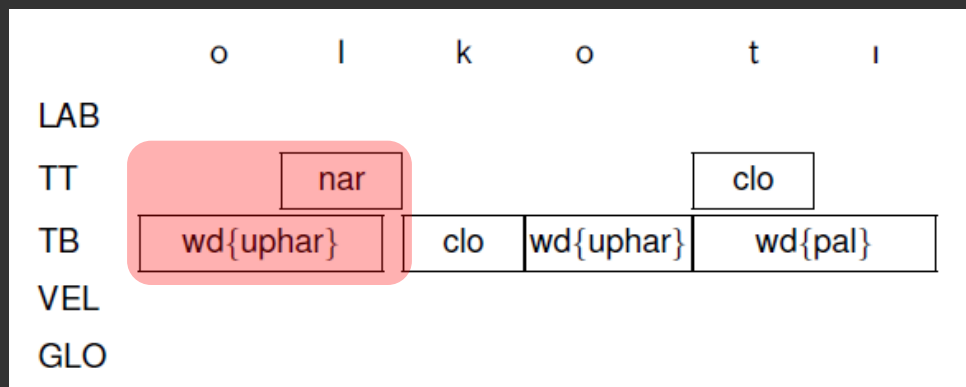 o l k o t ı
LAB
TT nar clo
TB wd{uphar} clo wd{uphar} wd{pal}
VEL
GLO